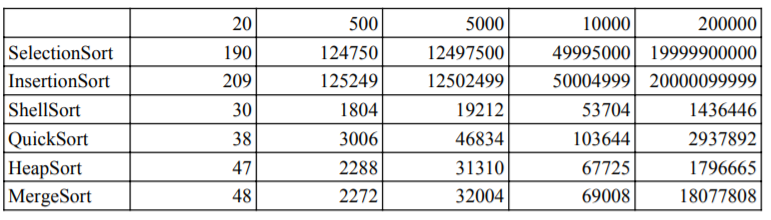 20 500 5000 10000 200000
SelectionSort 190 124750 12497500 49995000 19999900000
InsertionSort 209 125249 12502499 50004999 20000099999
ShellSort 30 1804 19212 53704 1436446
QuickSort 38 3006 46834 103644 2937892
HeapSort 47 2288 31310 67725 1796665
MergeSort 48 2272 32004 69008 18077808